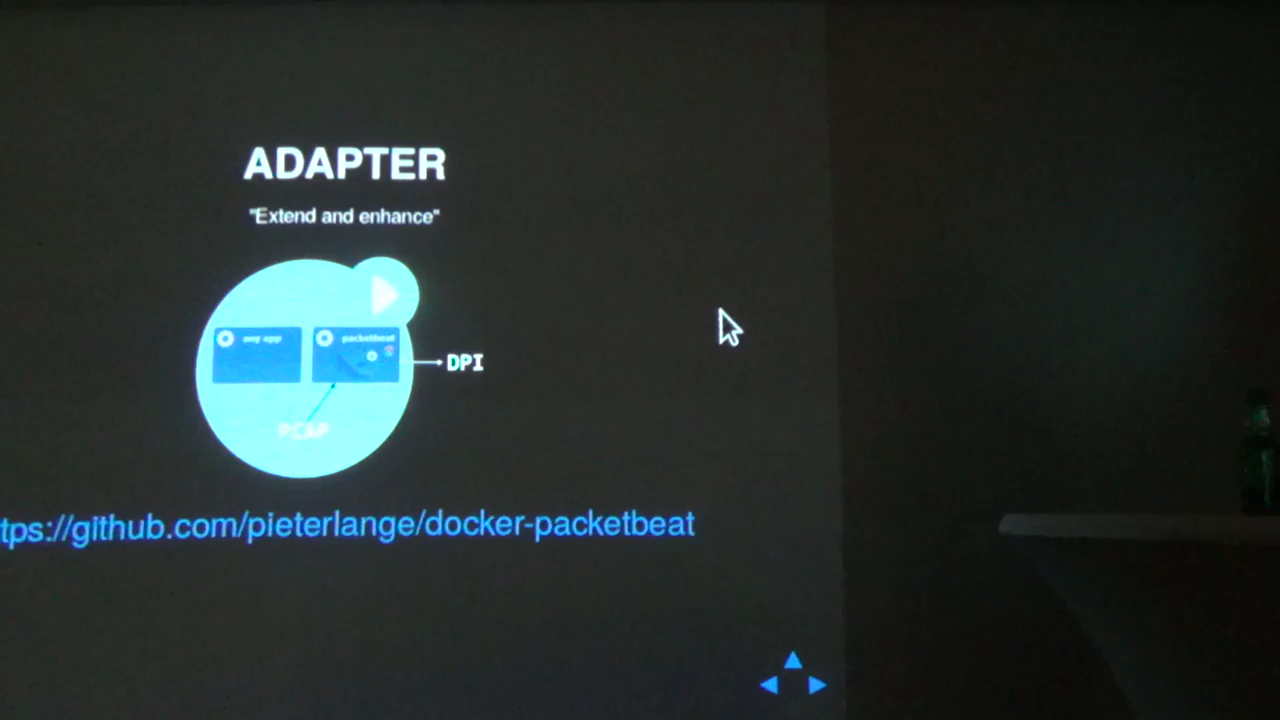 ADAPTER
"Extend and enhance"
any app
packetbeat
DPI
PCAP
tps://github.com/pieterlange/docker-packetbeat